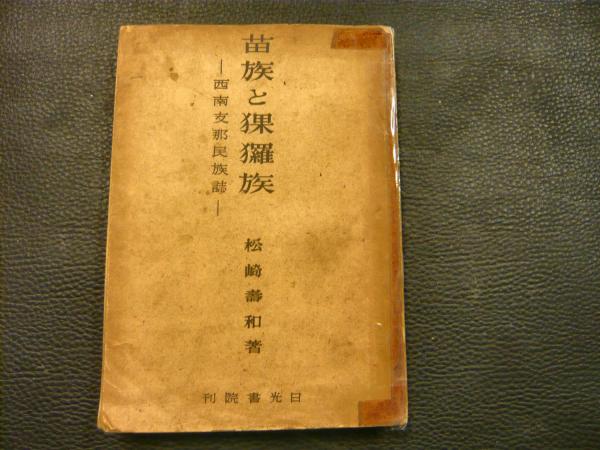 苗族と猓玀族
―西南支那民族誌―
松崎壽和著
日光書院刊